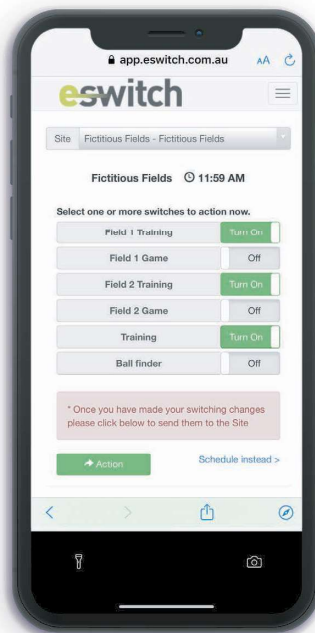 app.eswitch.com.au AA
eswitch
Site Fictitious Fields - Fictitious Fields
Fictitious Fields 11:59 AM
Select one or more switches to action now.
Field 1 Training Turn On
Field 1 Game Off
Field 2 Training Turn On
Field 2 Game Off
Training Turn On
Ball finder Off
* Once you have made your switching changes
please click below to send them to the Site
Action Schedule instead >